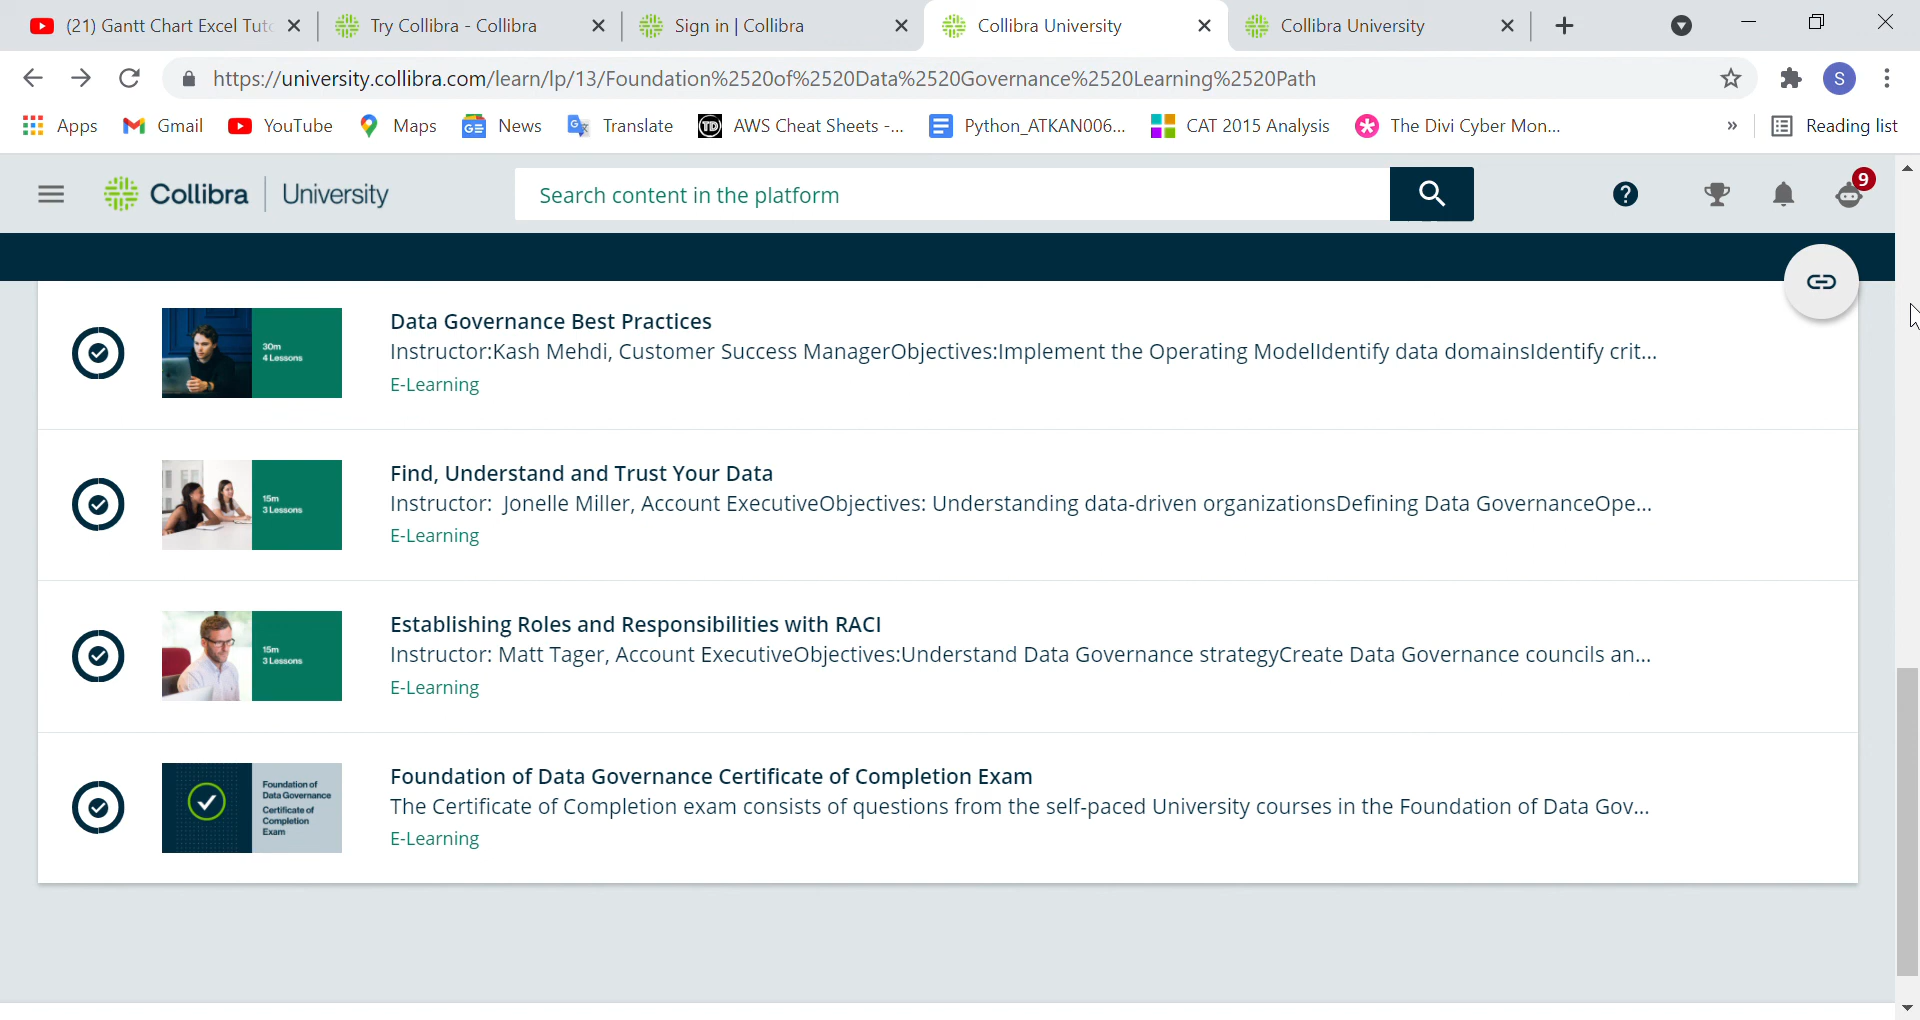 (21) Gantt Chart Excel Tut
Try Collibra - Collibra
Sign in | Collibra
Collibra University
Collibra University
https://university.collibra.com/learn/lp/13/Foundation%2520of%2520Data%2520Governance%2520Learning%2520Path
S
Apps
Gmail
YouTube
Maps
News
Translate
TD
AWS Cheat Sheets -...
Python_ATKAN006...
CAT 2015 Analysis
The Divi Cyber Mon...
»
Reading list
Collibra | University
Search content in the platform
?
9
30m
4 Lessons
Data Governance Best Practices
Instructor:Kash Mehdi, Customer Success ManagerObjectives:Implement the Operating ModelIdentify data domainsIdentify crit...
E-Learning
15m
3 Lessons
Find, Understand and Trust Your Data
Instructor: Jonelle Miller, Account ExecutiveObjectives: Understanding data-driven organizationsDefining Data GovernanceOpe...
E-Learning
15m
3 Lessons
Establishing Roles and Responsibilities with RACI
Instructor: Matt Tager, Account ExecutiveObjectives:Understand Data Governance strategyCreate Data Governance councils an...
E-Learning
Foundation of
Data Governance
Certificate of
Completion
Exam
Foundation of Data Governance Certificate of Completion Exam
The Certificate of Completion exam consists of questions from the self-paced University courses in the Foundation of Data Gov...
E-Learning